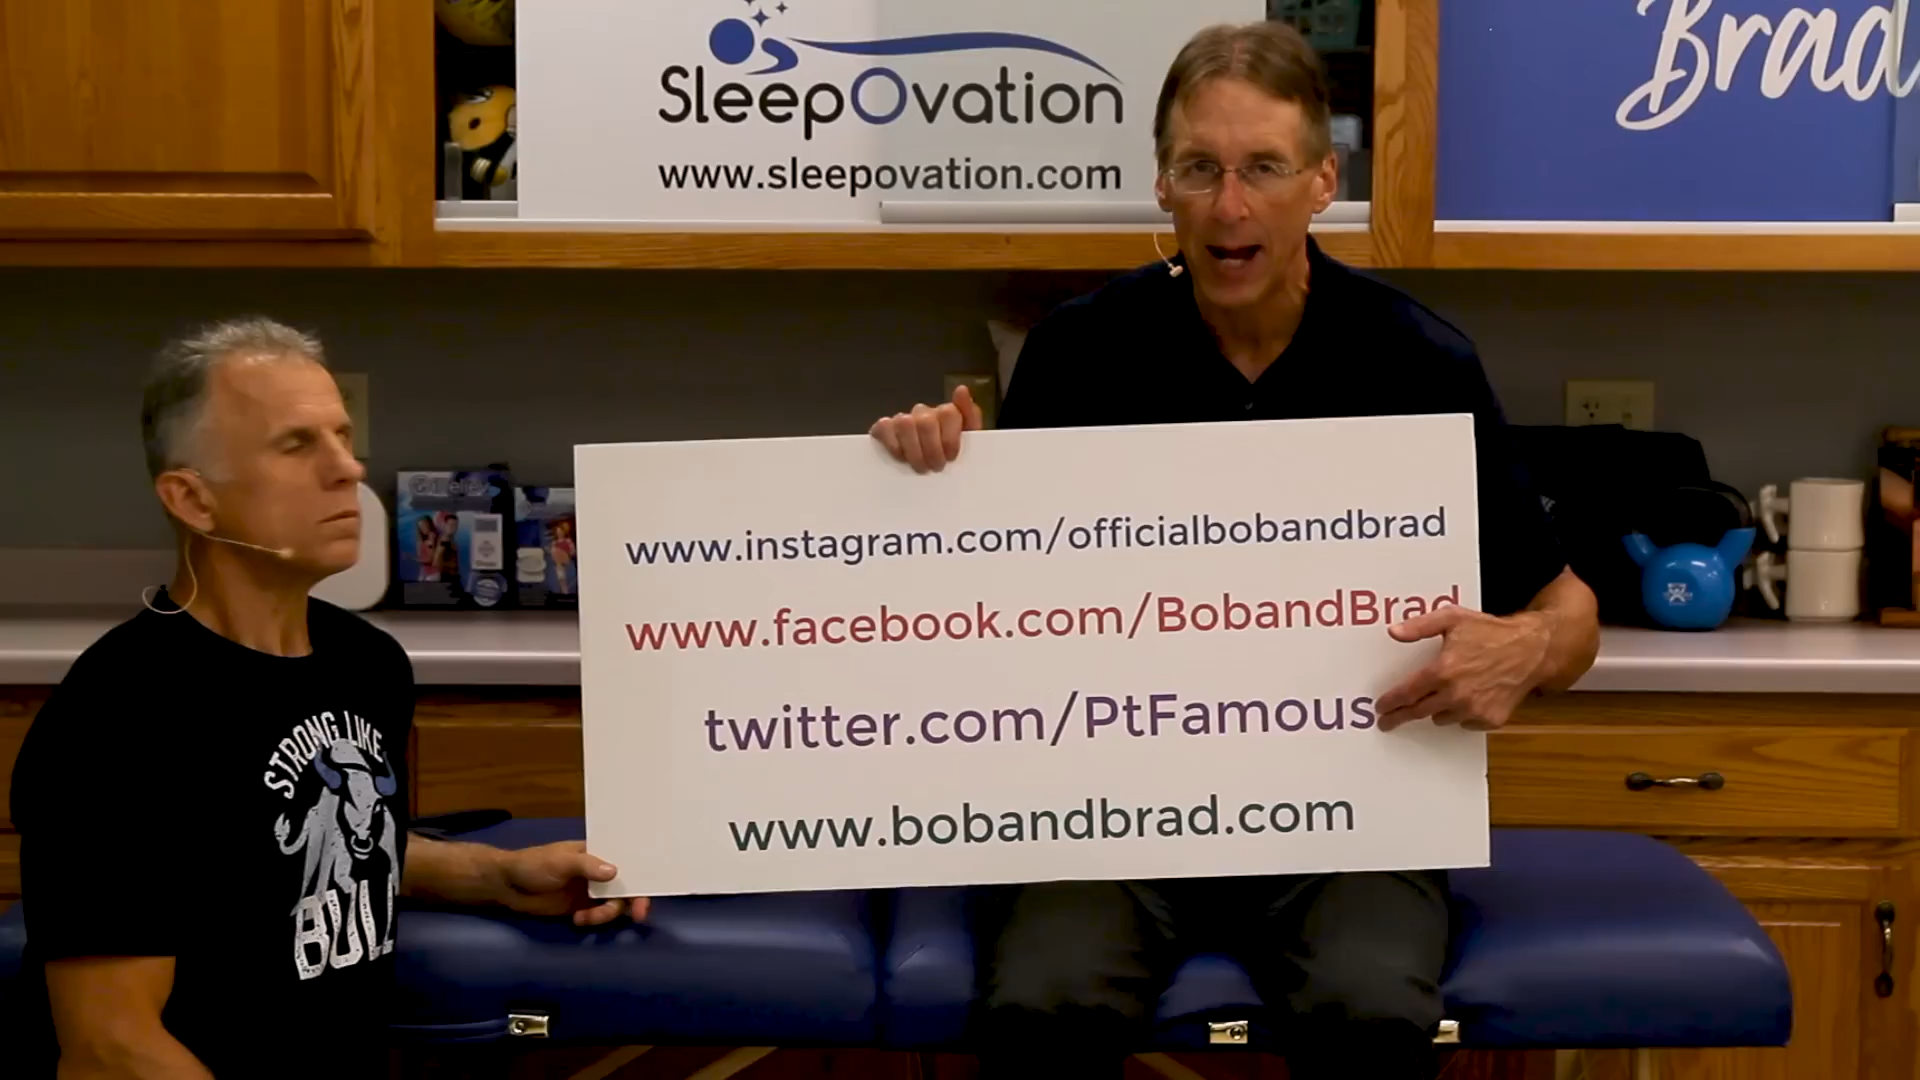 SleepOvation
www.sleepovation.com
Brad
www.instagram.com/officialbobandbrad
www.facebook.com/BobandBrad
twitter.com/PtFamous
www.bobandbrad.com
STRONG LIKE
BULL